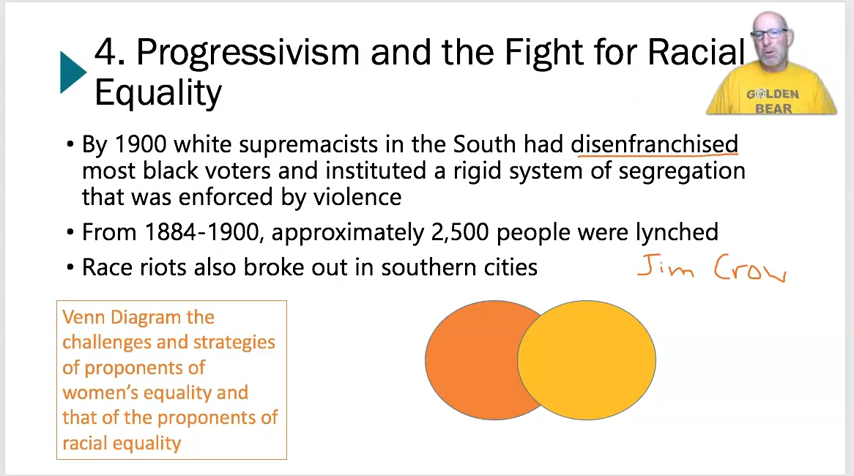 4. Progressivism and the Fight for Racial
Equality
GOLDEN
BEAR
• By 1900 white supremacists in the South had disenfranchised
most black voters and instituted a rigid system of segregation
that was enforced by violence
• From 1884-1900, approximately 2,500 people were lynched
• Race riots also broke out in southern cities
Jim Crow
Venn Diagram the
challenges and strategies
of proponents of
women's equality and
that of the proponents of
racial equality